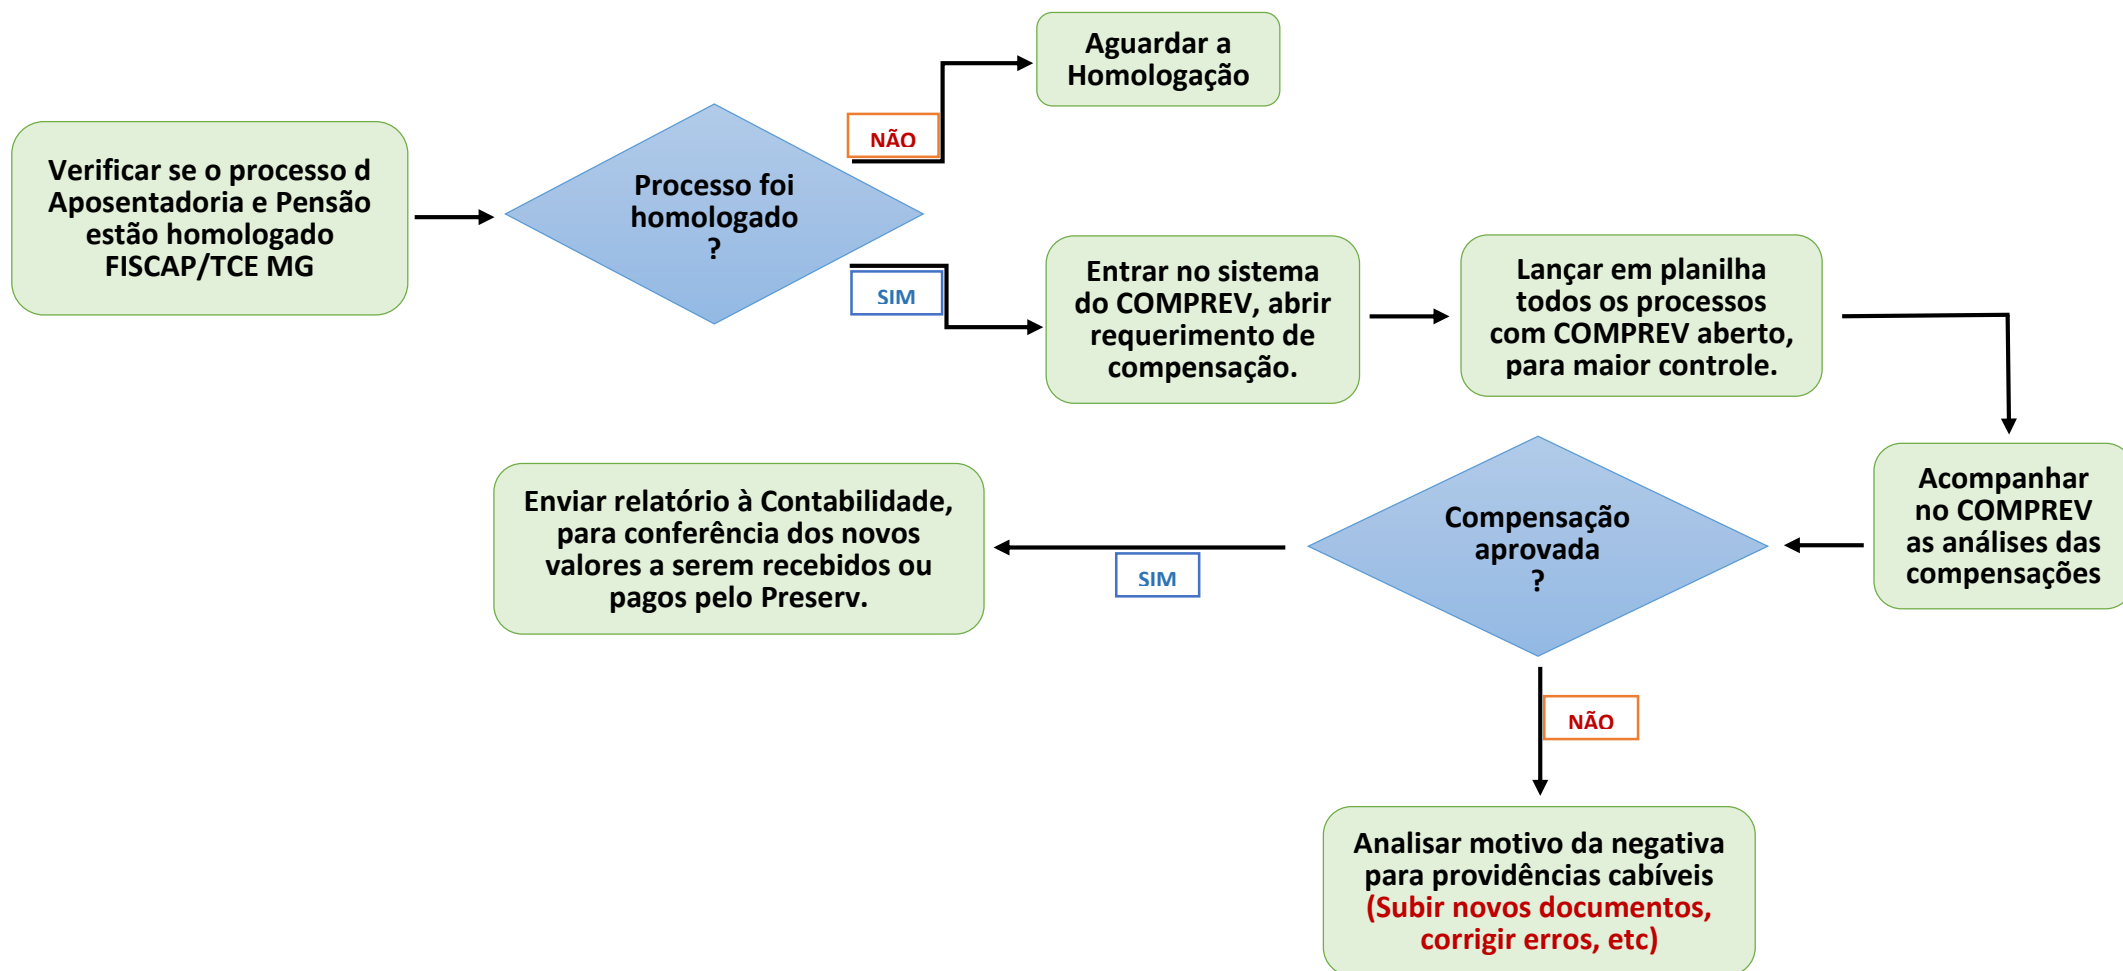 Aguardar a
Homologação
NÃO
Verificar se o processo d
Aposentadoria e Pensão
estão homologado
FISCAP/TCE MG
Processo foi
homologado
?
SIM
Entrar no sistema
do COMPREV, abrir
requerimento de
compensação.
Lançar em planilha
todos os processos
com COMPREV aberto,
para maior controle.
Acompanhar
no COMPREV
as análises das
compensações
Compensação
aprovada
?
SIM
Enviar relatório à Contabilidade,
para conferência dos novos
valores a serem recebidos ou
pagos pelo Preserv.
NÃO
Analisar motivo da negativa
para providências cabíveis
(Subir novos documentos,
corrigir erros, etc)